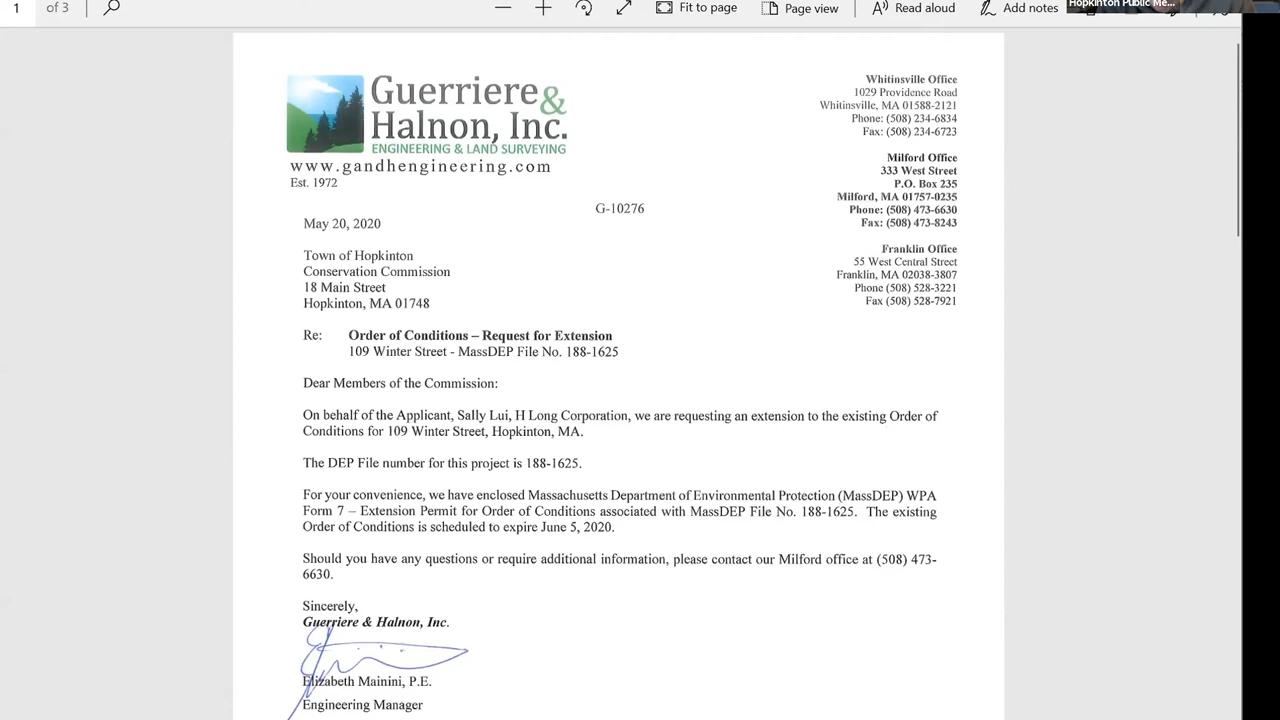 1 of 3
Fit to page
Page view
Read aloud
Add notes
Hopkinton Public Me...
Guerriere &
Halnon, Inc.
ENGINEERING & LAND SURVEYING
www.gandhengineering.com
Est. 1972
Whitinsville Office
1029 Providence Road
Whitinsville, MA 01588-2121
Phone: (508) 234-6834
Fax: (508) 234-6723
Milford Office
333 West Street
P.O. Box 235
Milford, MA 01757-0235
Phone: (508) 473-6630
Fax: (508) 473-8243
Franklin Office
55 West Central Street
Franklin, MA 02038-3807
Phone (508) 528-3221
Fax (508) 528-7921
G-10276
May 20, 2020
Town of Hopkinton
Conservation Commission
18 Main Street
Hopkinton, MA 01748
Re: Order of Conditions – Request for Extension
109 Winter Street - MassDEP File No. 188-1625
Dear Members of the Commission:
On behalf of the Applicant, Sally Lui, H Long Corporation, we are requesting an extension to the existing Order of
Conditions for 109 Winter Street, Hopkinton, MA.
The DEP File number for this project is 188-1625.
For your convenience, we have enclosed Massachusetts Department of Environmental Protection (MassDEP) WPA
Form 7 – Extension Permit for Order of Conditions associated with MassDEP File No. 188-1625. The existing
Order of Conditions is scheduled to expire June 5, 2020.
Should you have any questions or require additional information, please contact our Milford office at (508) 473-
6630.
Sincerely,
Guerriere & Halnon, Inc.
Elizabeth Mainini, P.E.
Engineering Manager